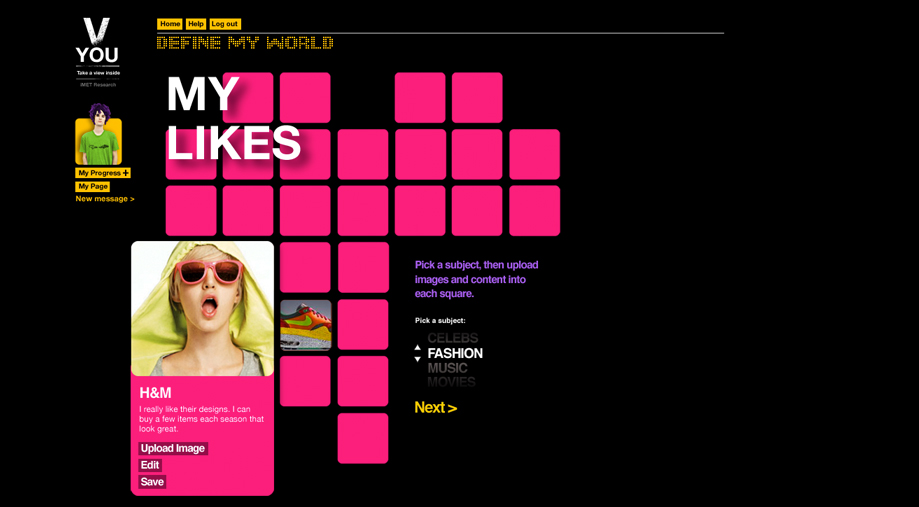 Home Help Log out
DEFINE MY WORLD
V
YOU
Take a view inside
IMET Research
MY
LIKES
My Progress +
My Page
New message >
Pick a subject, then upload
images and content into
each square.
Pick a subject:
CELEBS
FASHION
MUSIC
MOVIES
Next >
H&M
I really like their designs. I can
buy a few items each season that
look great.
Upload Image
Edit
Save